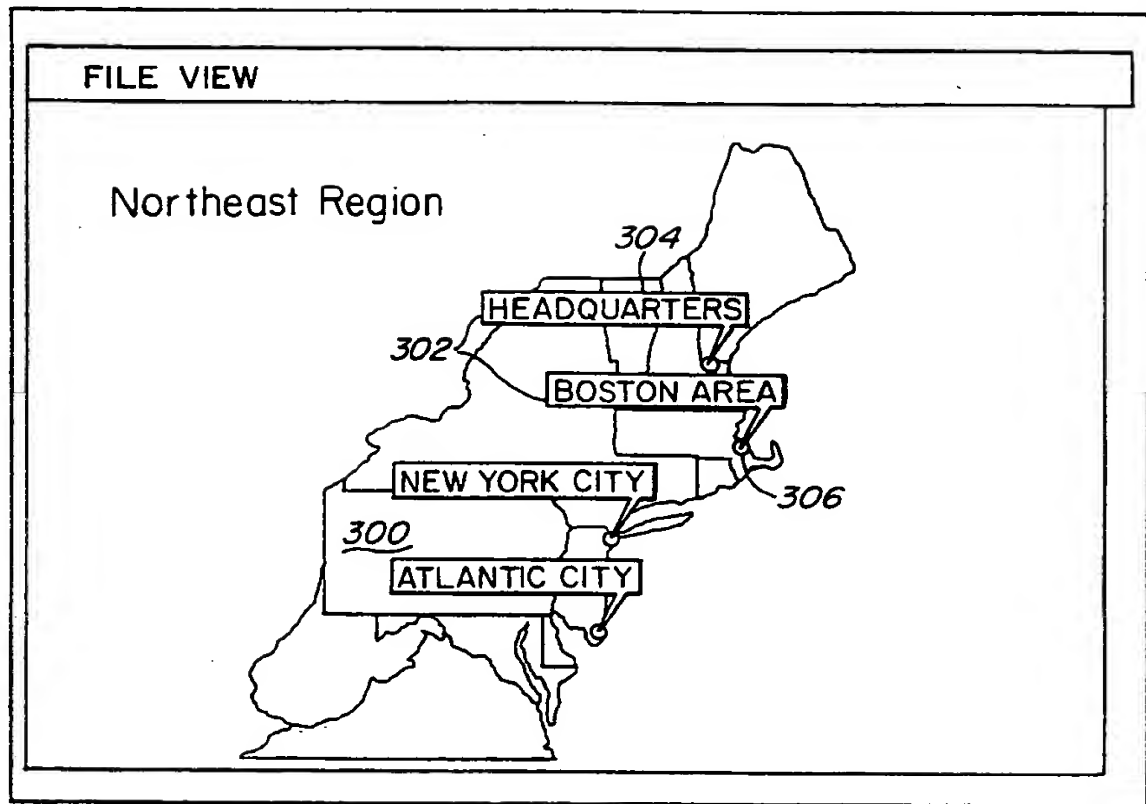 FILE VIEW
Northeast Region
304
HEADQUARTERS
302
BOSTON AREA
NEW YORK CITY
306
300
ATLANTIC CITY